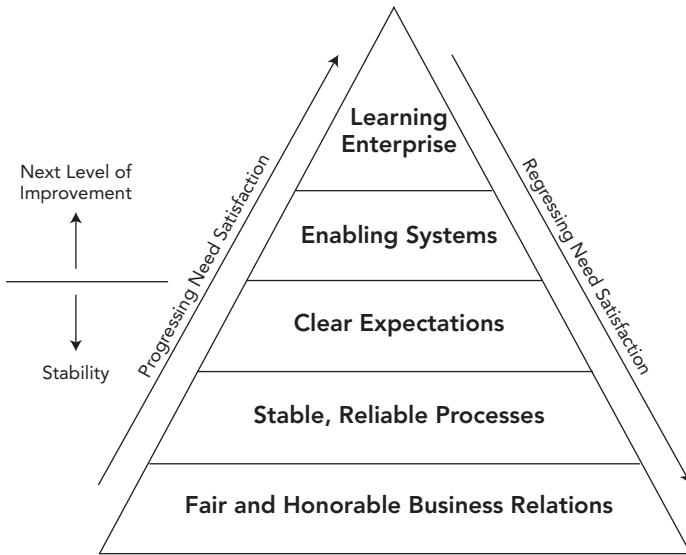 Learning
Enterprise
Next Level of
Improvement
Enabling Systems
Progressing Need Satisfaction
Regressing Need Satisfaction
Clear Expectations
Stability
Stable, Reliable Processes
Fair and Honorable Business Relations